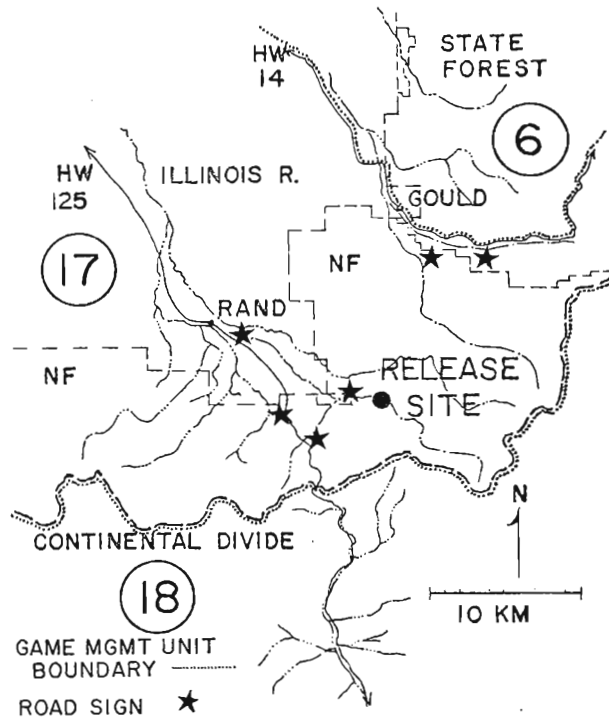 HW
14
STATE
FOREST
6
HW
125
ILLINOIS R.
GOULD
17
NF
RAND
NF
RELEASE
SITE
N
CONTINENTAL DIVIDE
10 KM
18
GAME MGMT UNIT
BOUNDARY
ROAD SIGN